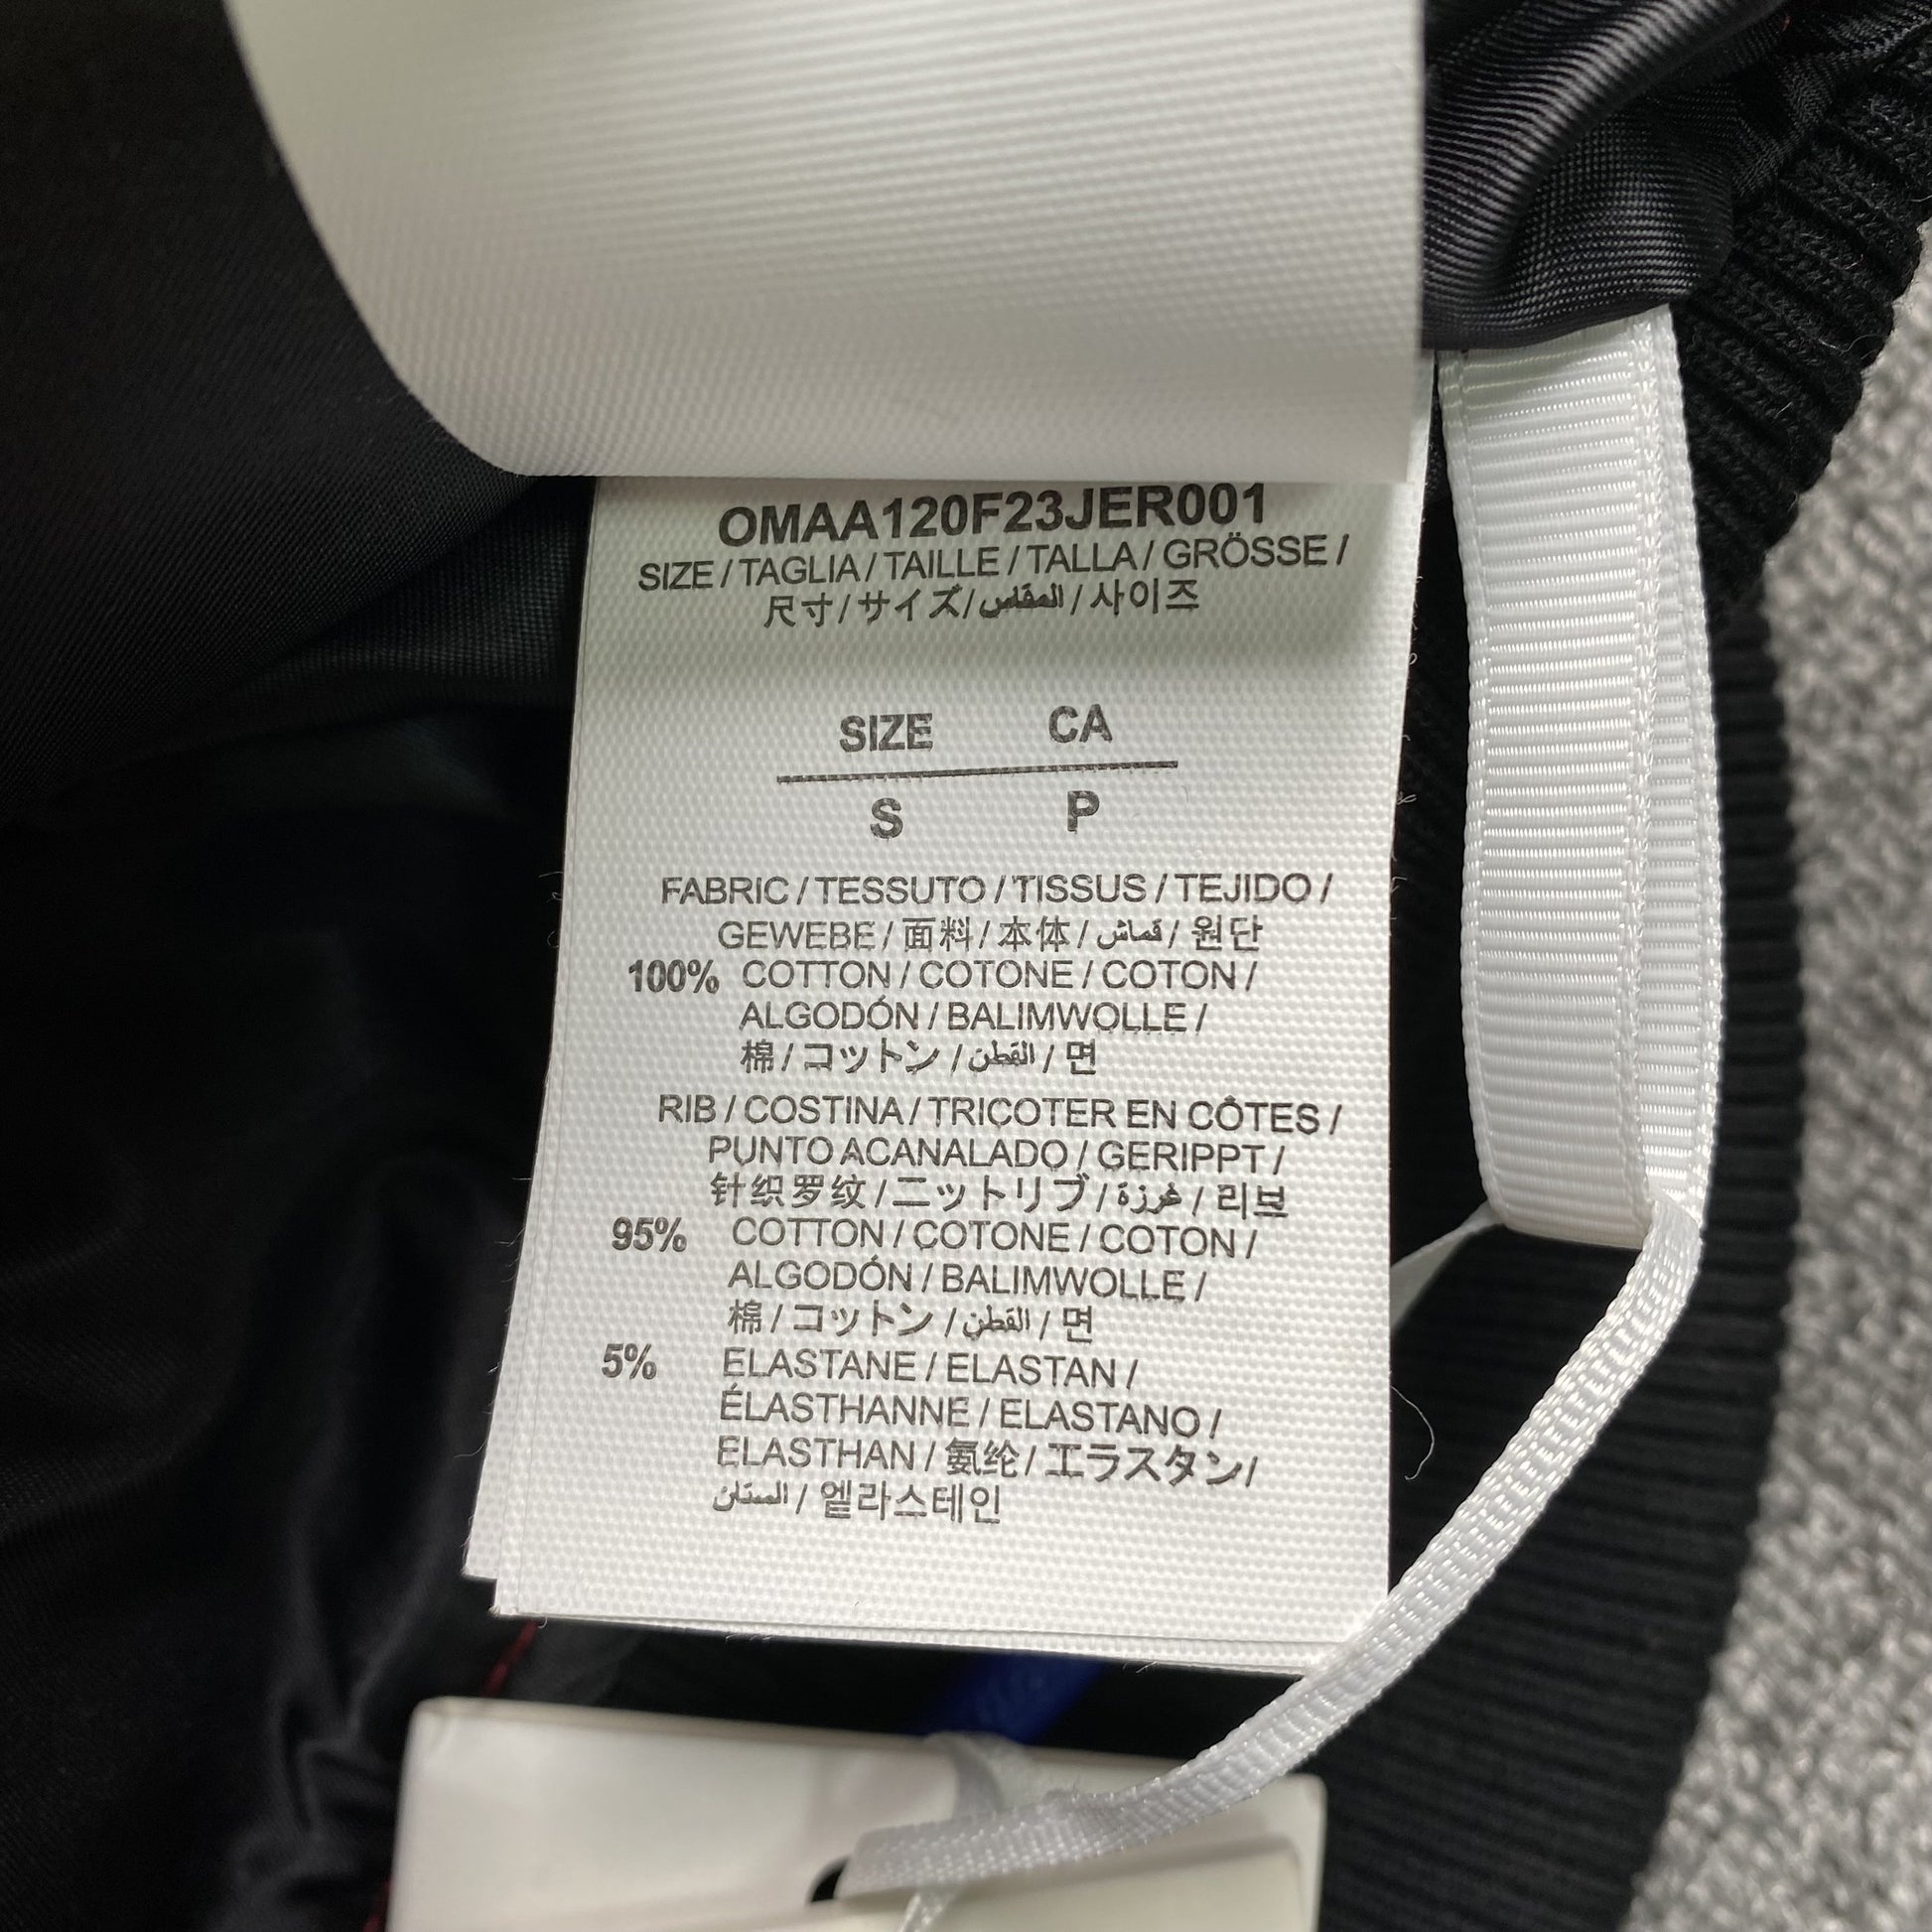 OMAA120F23JER001
SIZE / TAGLIA / TAILLE / TALLA / GRÖSSE /
尺寸 / サイズ / المقاس / 사이즈
SIZE CA
S P
FABRIC / TESSUTO / TISSUS / TEJIDO /
GEWEBE / 面料 / 本体 / قماش / 원단
100% COTTON / COTONE / COTON /
ALGODÓN / BALIMWOLLE /
棉 / コットン / القطن / 면
RIB / COSTINA / TRICOTER EN CÔTES /
PUNTO ACANALADO / GERIPPT /
针织罗纹 / ニットリブ / غرزة / 리브
95% COTTON / COTONE / COTON /
ALGODÓN / BALIMWOLLE /
棉 / コットン / القطن / 면
5% ELASTANE / ELASTAN /
ÉLASTHANNE / ELASTANO /
ELASTHAN / 氨纶 / エラスタン /
الستان / 엘라스테인